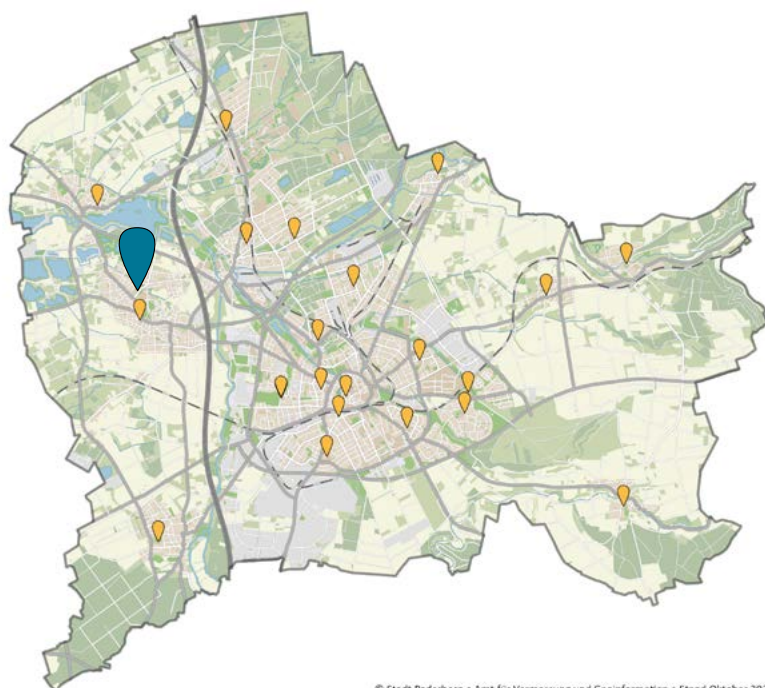 © Stadt Paderborn • Amt für Vermessung und Geoinformation • Stand Oktober